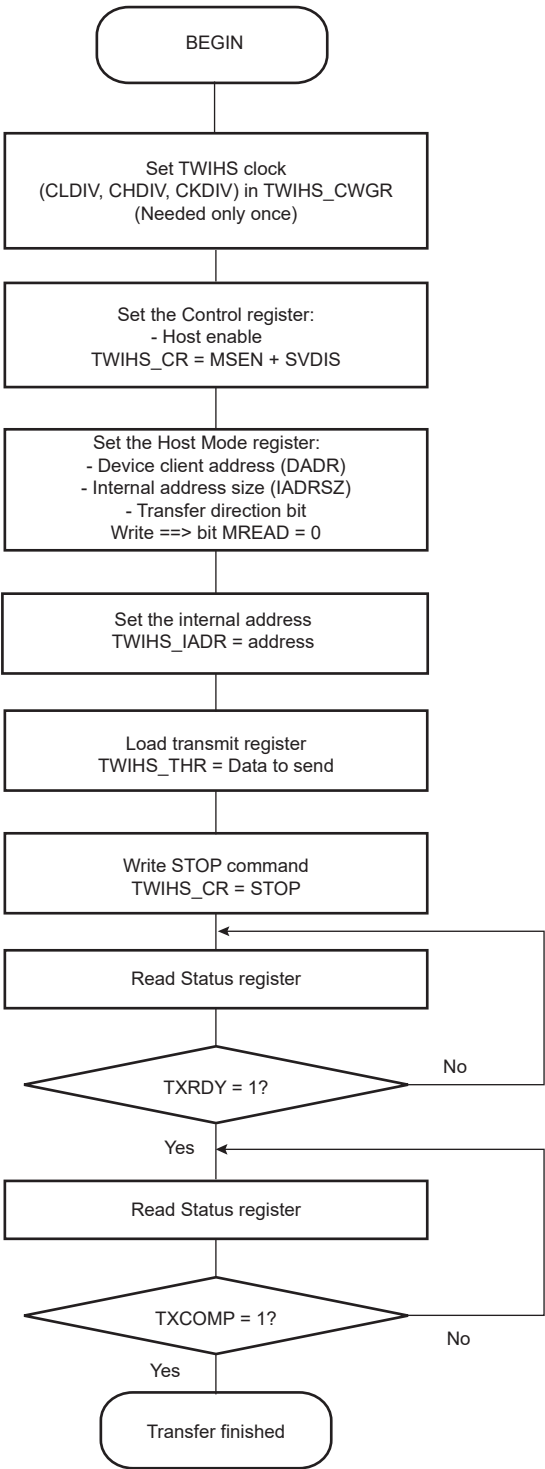 BEGIN
Set TWIHS clock
(CLDIV, CHDIV, CKDIV) in TWIHS_CWGR
(Needed only once)
Set the Control register:
- Host enable
TWIHS_CR = MSEN + SVDIS
Set the Host Mode register:
- Device client address (DADR)
- Internal address size (IADRSZ)
- Transfer direction bit
Write ==> bit MREAD = 0
Set the internal address
TWIHS_IADR = address
Load transmit register
TWIHS_THR = Data to send
Write STOP command
TWIHS_CR = STOP
Read Status register
No
TXRDY = 1?
Yes
Read Status register
TXCOMP = 1?
No
Yes
Transfer finished